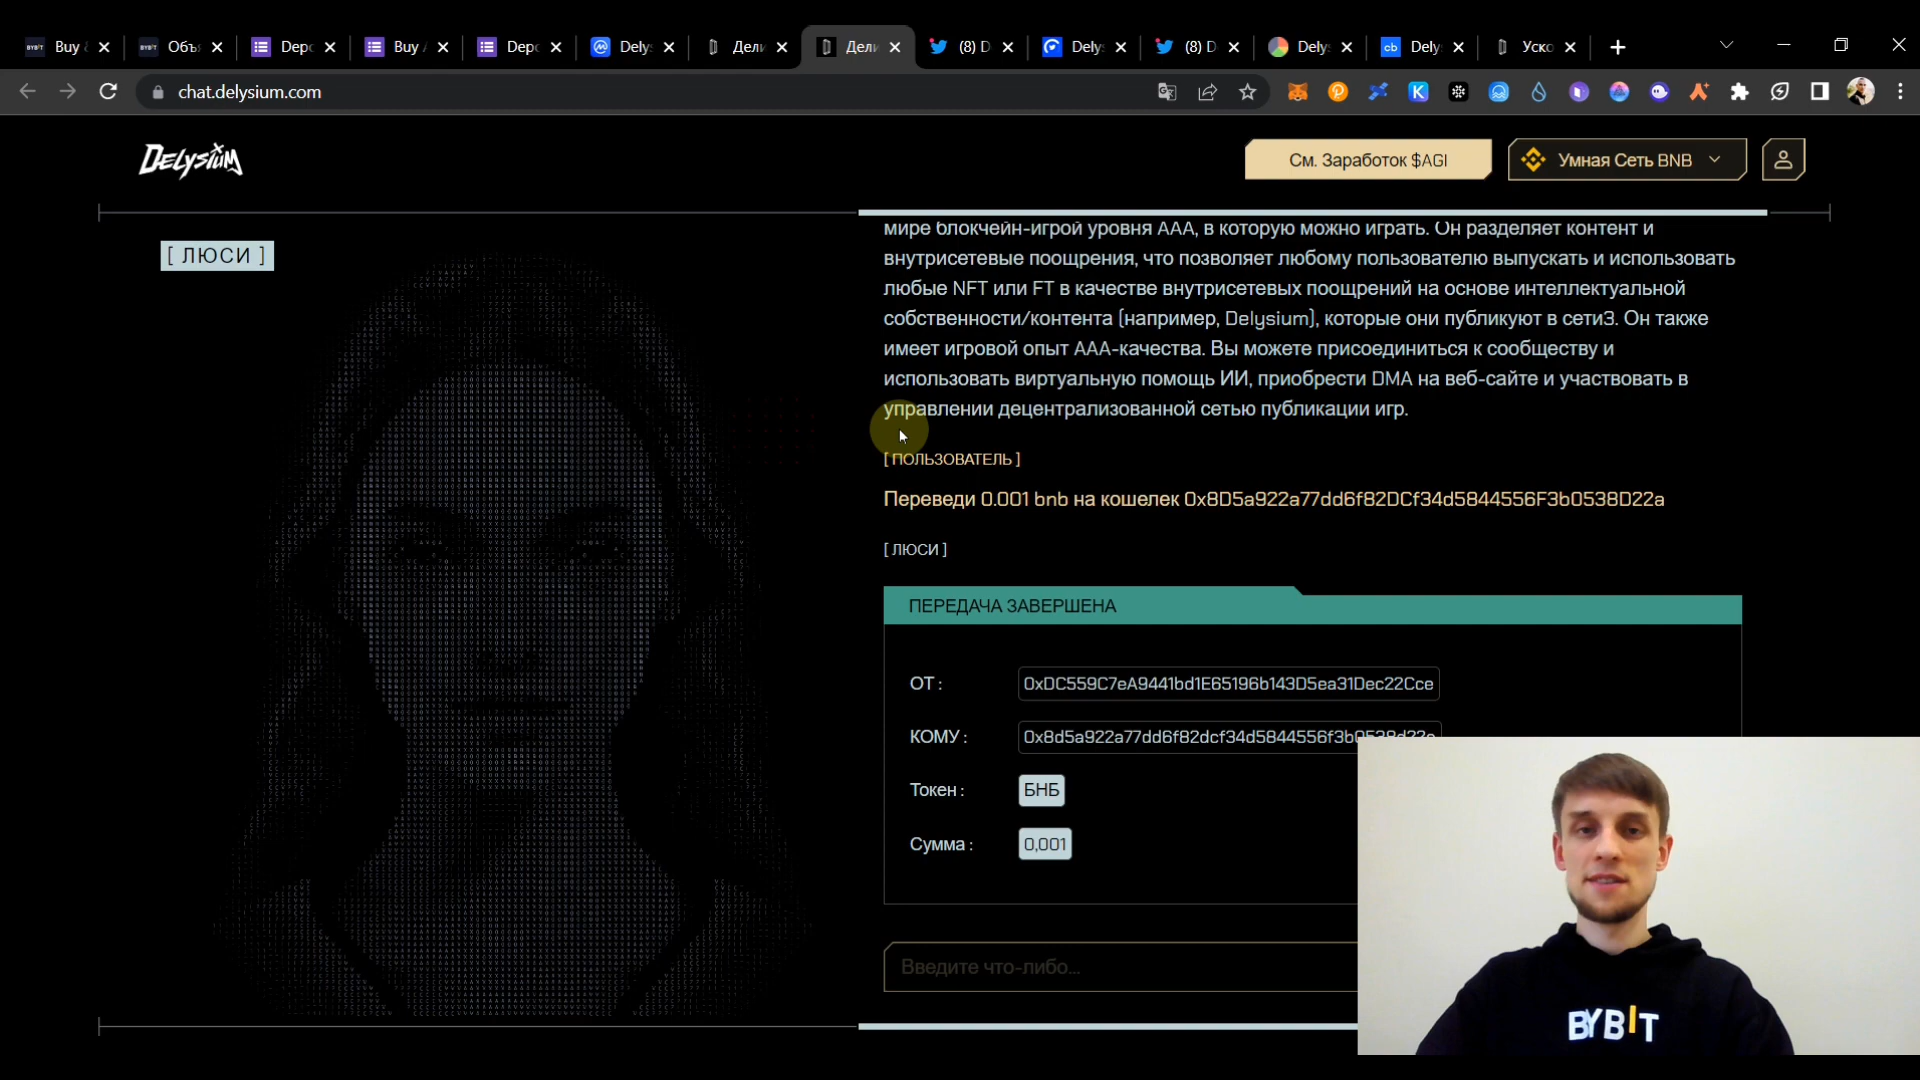 Buy &
Объ
Depo
Buy A
Depo
Dely
Дели
Дели
(8) D
Dely
(8) D
Dely
Dely
Уско
chat.delysium.com
DELYSIUM
См. Заработок $AGI
Умная Сеть BNB
[ ЛЮСИ ]
мире блокчейн-игрой уровня ААА, в которую можно играть. Он разделяет контент и
внутрисетевые поощрения, что позволяет любому пользователю выпускать и использовать
любые NFT или FT в качестве внутрисетевых поощрений на основе интеллектуальной
собственности/контента (например, Delysium), которые они публикуют в сети3. Он также
имеет игровой опыт ААА-качества. Вы можете присоединиться к сообществу и
использовать виртуальную помощь ИИ, приобрести DMA на веб-сайте и участвовать в
управлении децентрализованной сетью публикации игр.
[ ПОЛЬЗОВАТЕЛЬ ]
Переведи 0.001 bnb на кошелек 0x8D5a922a77dd6f82DCf34d5844556F3b0538D22a
[ ЛЮСИ ]
ПЕРЕДАЧА ЗАВЕРШЕНА
ОТ :
0xDC559C7eA9441bd1E65196b143D5ea31Dec22Cce
КОМУ :
0x8d5a922a77dd6f82dcf34d5844556f3b0538d22a
Токен :
БНБ
Сумма :
0,001
Введите что-либо...
BYBIT